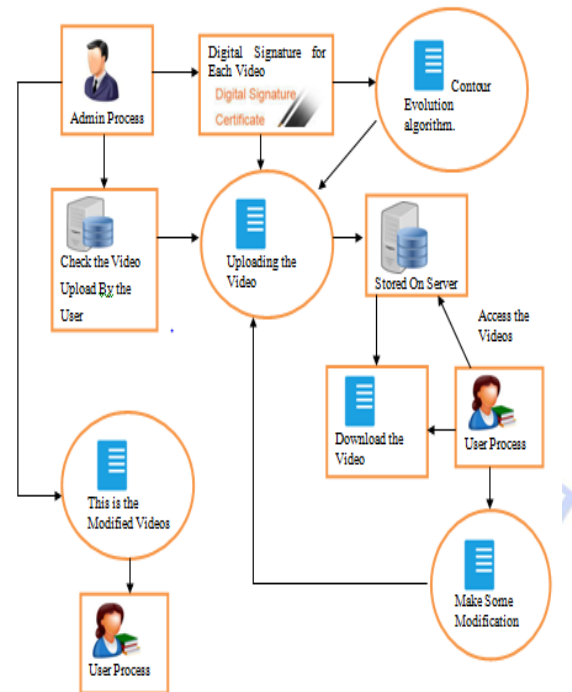 Admin Process
Digital Signature for
Each Video
Digital Signature
Certificate
Contour
Evolution
algorithm.
Check the Video
Upload By the
User
Uploading the
Video
Stored On Server
Access the
Videos
Download the
Video
User Process
This is the
Modified Videos
Make Some
Modification
User Process